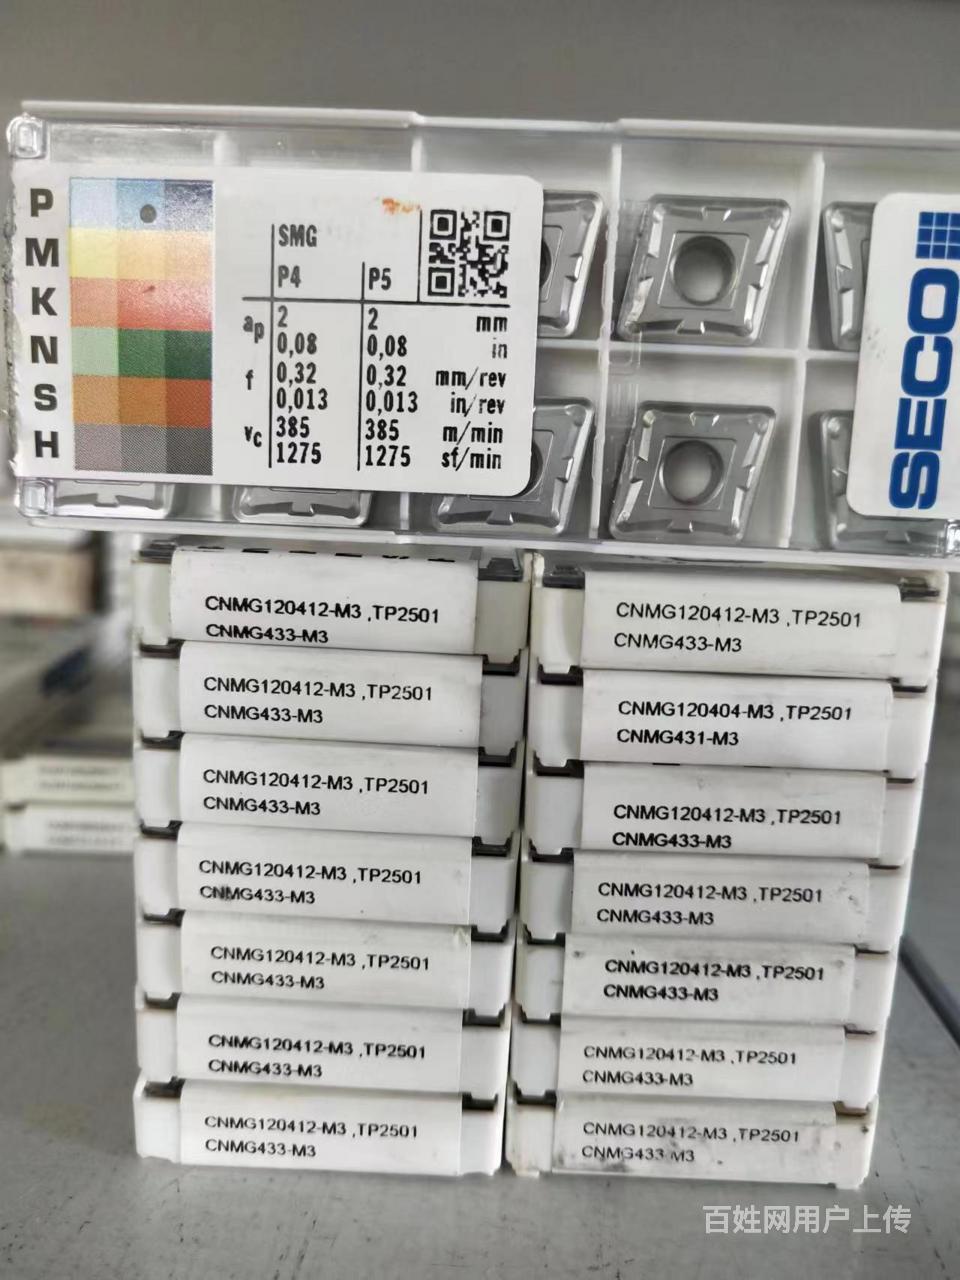 P
M
K
N
S
H
SMG
P4 P5
ap 2 2 mm
0,08 0,08 in
f 0,32 0,32 mm/rev
0,013 0,013 in/rev
vc 385 385 m/min
1275 1275 sf/min
SECO
CNMG120412-M3 ,TP2501
CNMG433-M3
CNMG120412-M3 ,TP2501
CNMG433-M3
CNMG120412-M3 ,TP2501
CNMG433-M3
CNMG120412-M3 ,TP2501
CNMG433-M3
CNMG120412-M3 ,TP2501
CNMG433-M3
CNMG120412-M3 ,TP2501
CNMG433-M3
CNMG120412-M3 ,TP2501
CNMG433-M3
CNMG120412-M3 ,TP2501
CNMG433-M3
CNMG120404-M3 ,TP2501
CNMG431-M3
CNMG120412-M3 ,TP2501
CNMG433-M3
CNMG120412-M3 ,TP2501
CNMG433-M3
CNMG120412-M3 ,TP2501
CNMG433-M3
CNMG120412-M3 ,TP2501
CNMG433-M3
CNMG120412-M3 ,TP2501
CNMG433-M3
百姓网用户上传